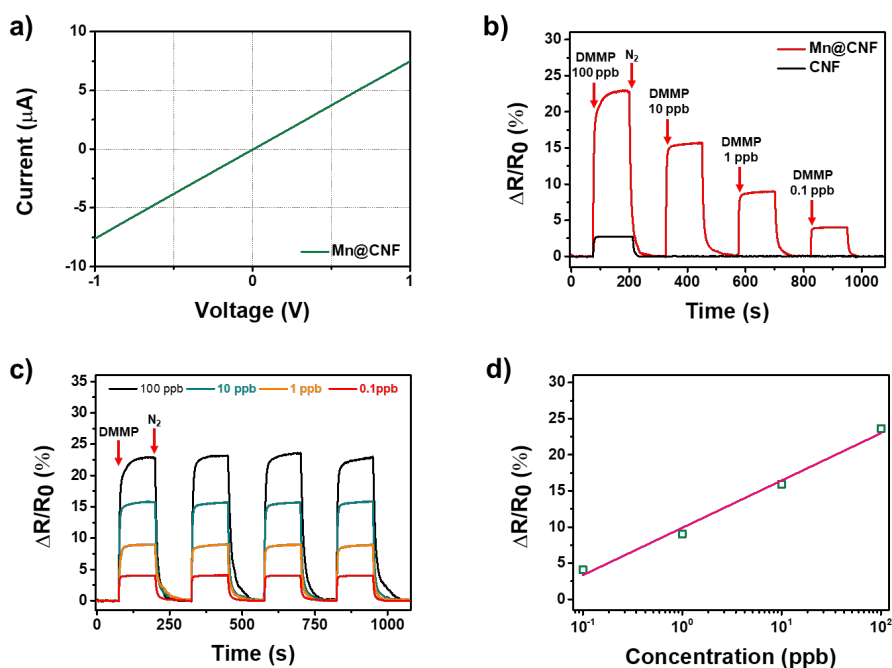 a)
10
5
0
-5
-10
Current (μA)
-1
0
1
Voltage (V)
Mn@CNF
b)
30
25
20
15
10
5
0
ΔR/R0 (%)
0
200
400
600
800
1000
Time (s)
Mn@CNF
CNF
DMMP
100 ppb
N2
DMMP
10 ppb
DMMP
1 ppb
DMMP
0.1 ppb
c)
35
30
25
20
15
10
5
0
ΔR/R0 (%)
0
250
500
750
1000
Time (s)
100 ppb 10 ppb 1 ppb 0.1ppb
DMMP
N2
d)
30
25
20
15
10
5
0
ΔR/R0 (%)
10-1
100
101
102
Concentration (ppb)